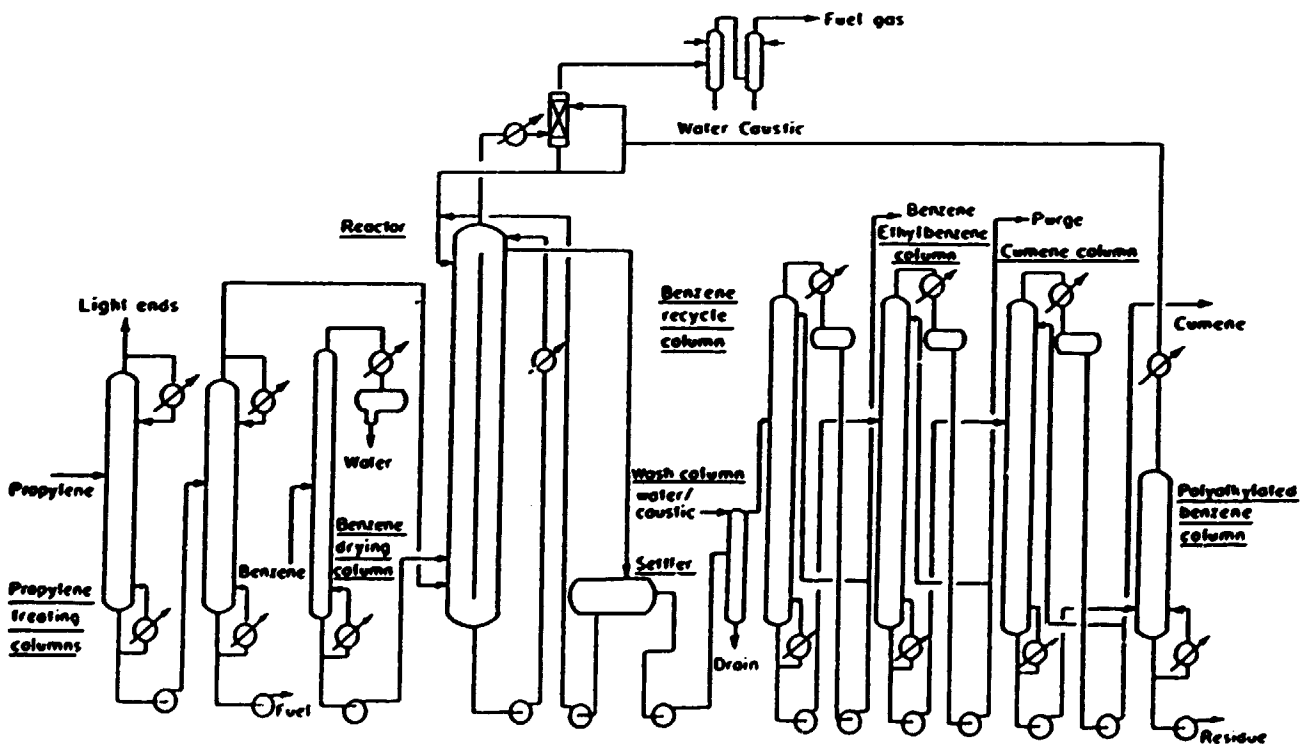 Fuel gas
Water Caustic
Reactor
Benzene
Ethylbenzene
column
Purge
Cumene column
Light ends
Benzene
recycle
column
Cumene
Propylene
Water
Wash column
water/
caustic
Polyalkylated
benzene
column
Benzene
drying
column
Benzene
Settler
Propylene
treating
columns
Drain
Fuel
Residue